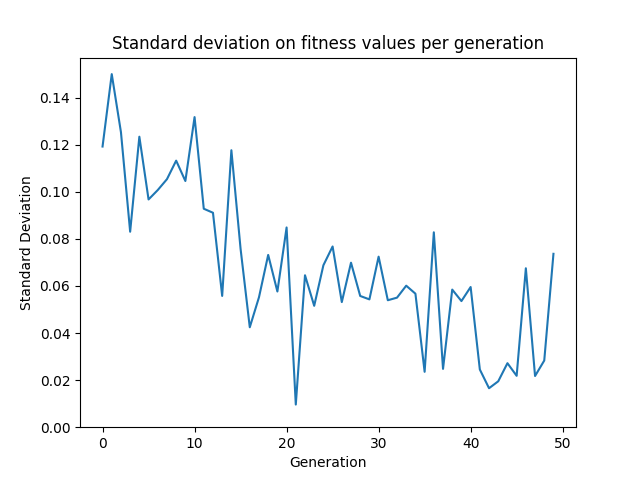 Standard deviation on fitness values per generation
Standard Deviation
0.14
0.12
0.10
0.08
0.06
0.04
0.02
0.00
0 10 20 30 40 50
Generation